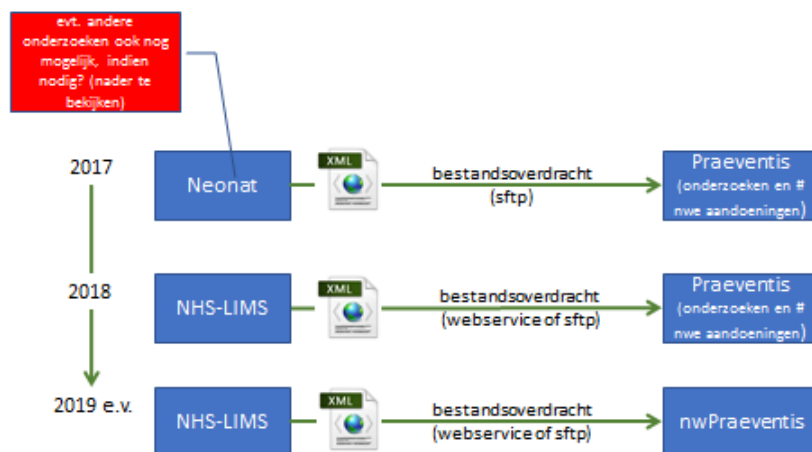 evt. andere
onderzoeken ook nog
mogelijk, indien
nodig? (nader te
bekijken)
2017
Neonat
XML
bestandsoverdracht
(sftp)
Praeventis
(onderzoeken en #
nwe aandoeningen)
2018
NHS-LIMS
XML
bestandsoverdracht
(webservice of sftp)
Praeventis
(onderzoeken en #
nwe aandoeningen)
2019 e.v.
NHS-LIMS
XML
bestandsoverdracht
(webservice of sftp)
nwPraeventis